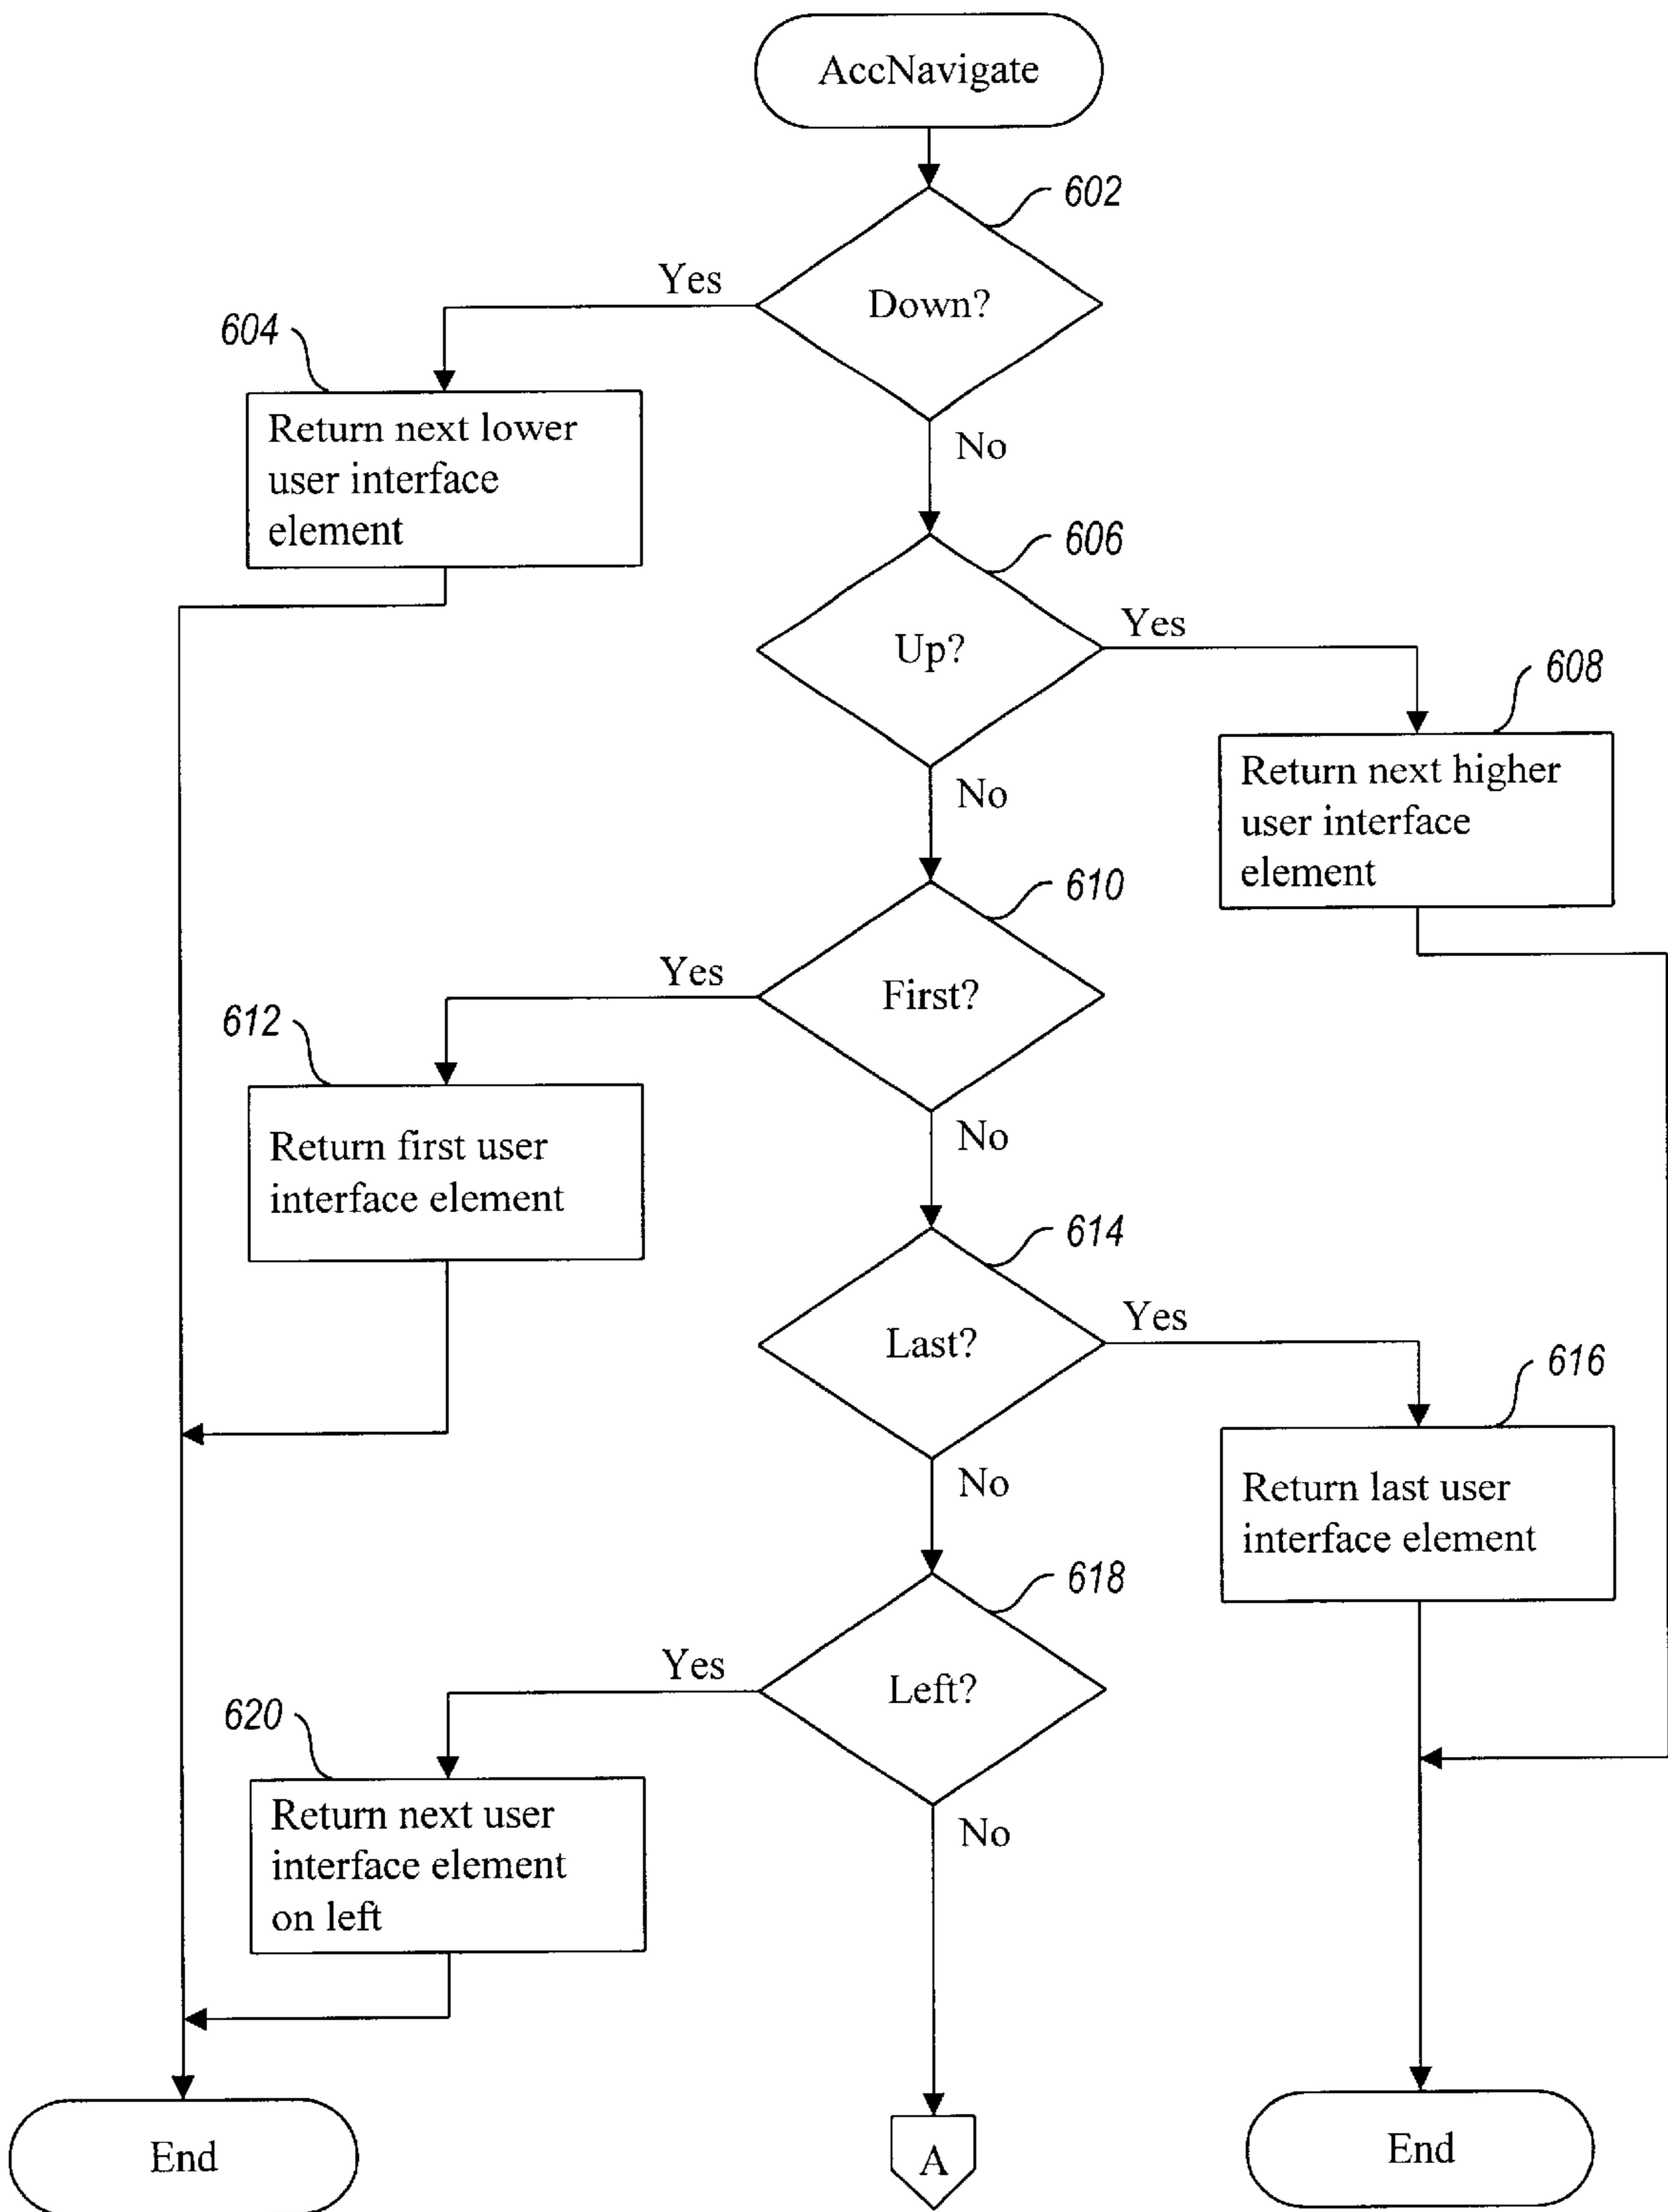 AccNavigate
602
Yes
Down?
604
Return next lower
user interface
element
No
606
Yes
Up?
608
Return next higher
user interface
element
No
610
Yes
First?
612
Return first user
interface element
No
614
Yes
Last?
616
Return last user
interface element
No
618
Yes
Left?
620
Return next user
interface element
on left
No
End
A
End